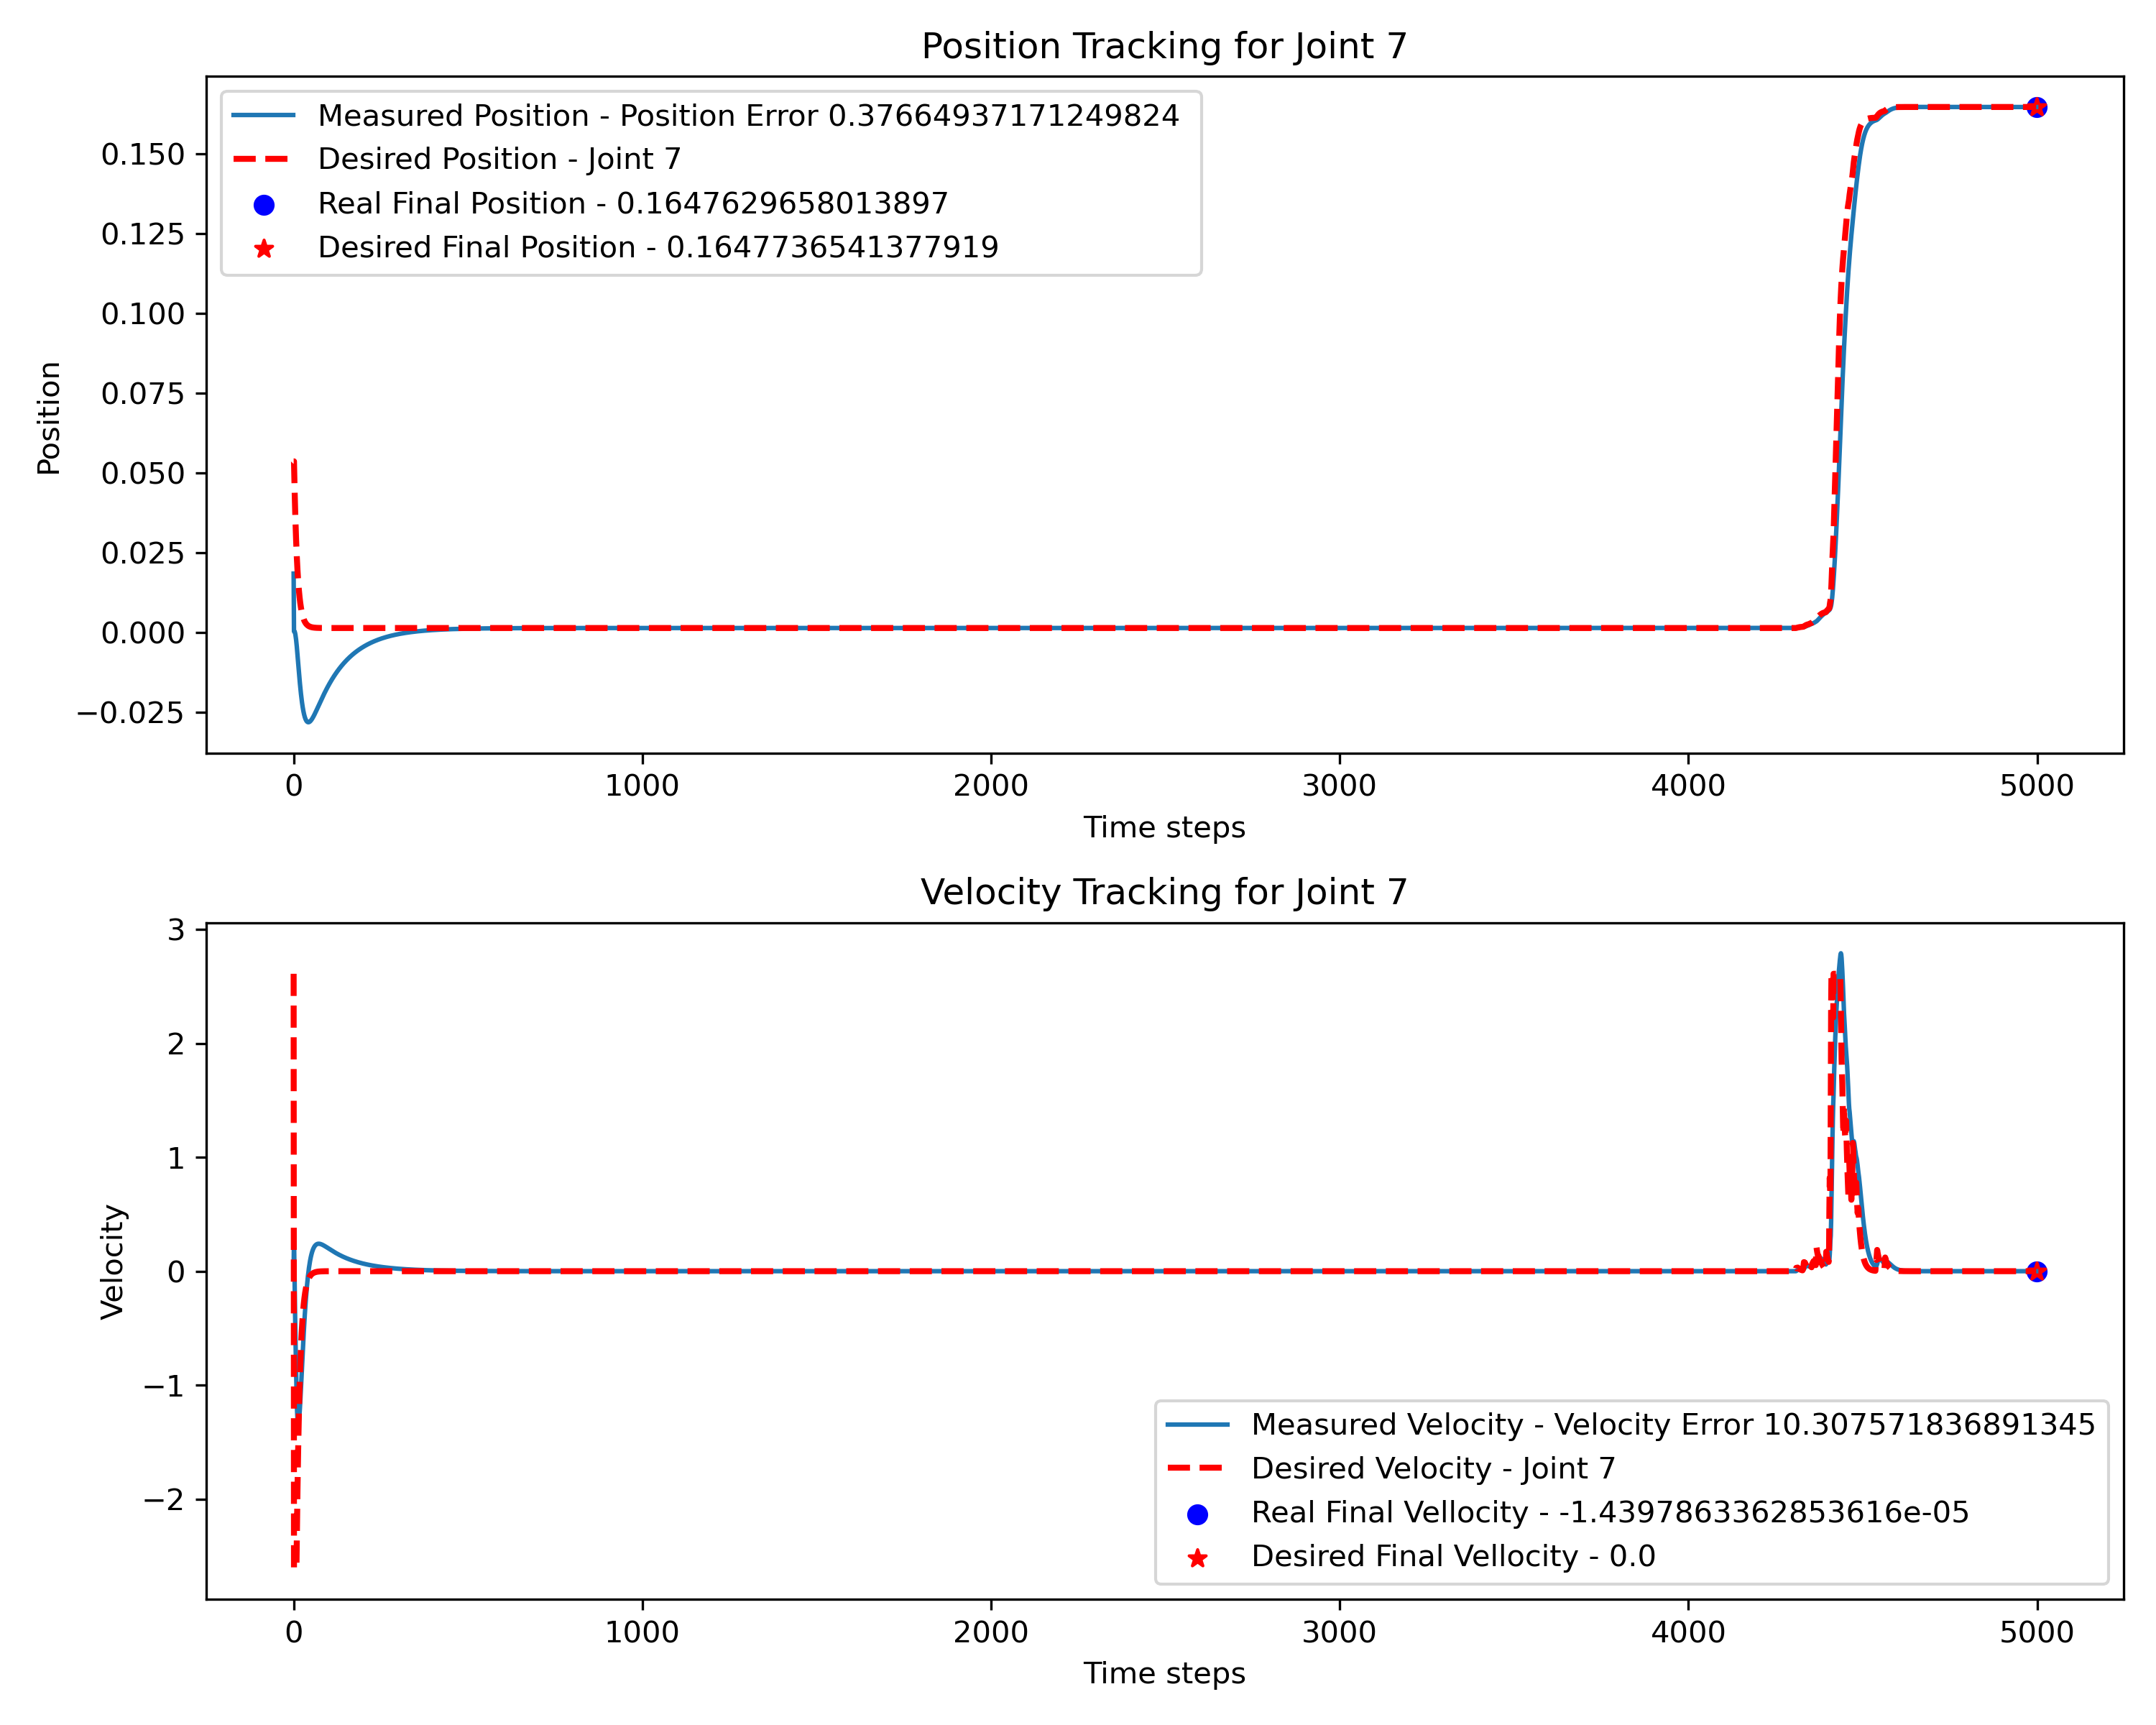 Position Tracking for Joint 7
Measured Position - Position Error 0.37664937171249824
Desired Position - Joint 7
Real Final Position - 0.1647629658013897
Desired Final Position - 0.1647736541377919
0.150
0.125
0.100
0.075
0.050
0.025
0.000
−0.025
Position
0 1000 2000 3000 4000 5000
Time steps
Velocity Tracking for Joint 7
3
2
1
0
−1
−2
Velocity
Measured Velocity - Velocity Error 10.307571836891345
Desired Velocity - Joint 7
Real Final Vellocity - -1.4397863362853616e-05
Desired Final Vellocity - 0.0
0 1000 2000 3000 4000 5000
Time steps